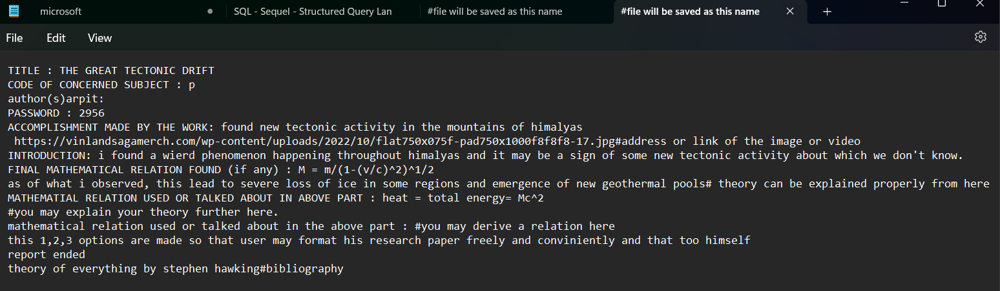 microsoft
SQL - Sequel - Structured Query Lan
#file will be saved as this name
#file will be saved as this name
File Edit View
TITLE : THE GREAT TECTONIC DRIFT
CODE OF CONCERNED SUBJECT : p
author(s)arpit:
PASSWORD : 2956
ACCOMPLISHMENT MADE BY THE WORK: found new tectonic activity in the mountains of himalyas
https://vinlandsagamerch.com/wp-content/uploads/2022/10/flat750x075f-pad750x1000f8f8f8-17.jpg#address or link of the image or video
INTRODUCTION: i found a wierd phenomenon happening throughout himalyas and it may be a sign of some new tectonic activity about which we don't know.
FINAL MATHEMATICAL RELATION FOUND (if any) : M = m/(1-(v/c)^2)^1/2
as of what i observed, this lead to severe loss of ice in some regions and emergence of new geothermal pools# theory can be explained properly from here
MATHEMATIAL RELATION USED OR TALKED ABOUT IN ABOVE PART : heat = total energy= Mc^2
#you may explain your theory further here.
mathematical relation used or talked about in the above part : #you may derive a relation here
this 1,2,3 options are made so that user may format his research paper freely and conviniently and that too himself
report ended
theory of everything by stephen hawking#bibliography